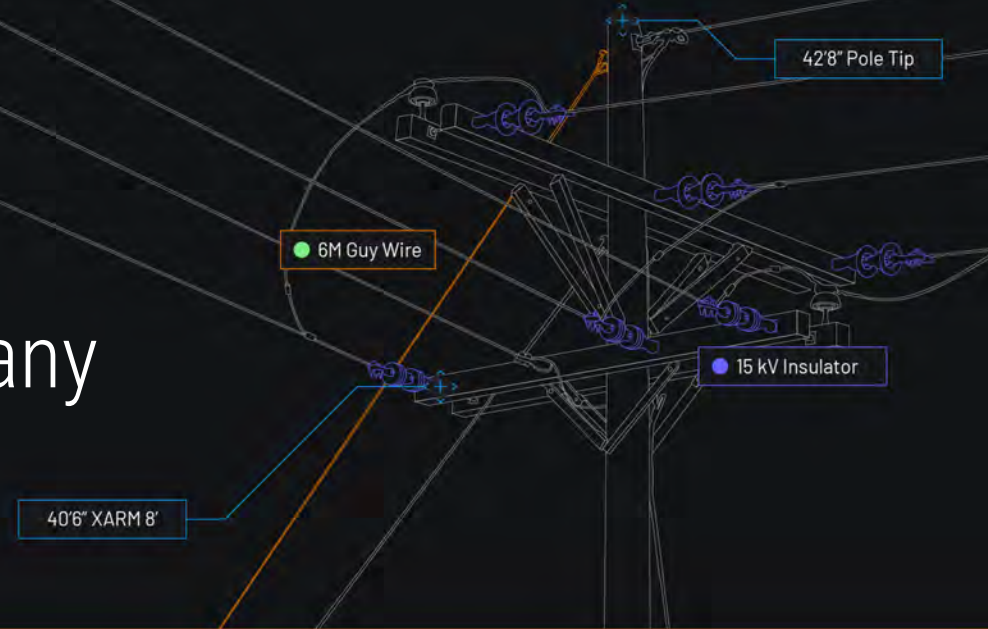 42'8" Pole Tip
6M Guy Wire
any
15 kV Insulator
40'6" XARM 8'